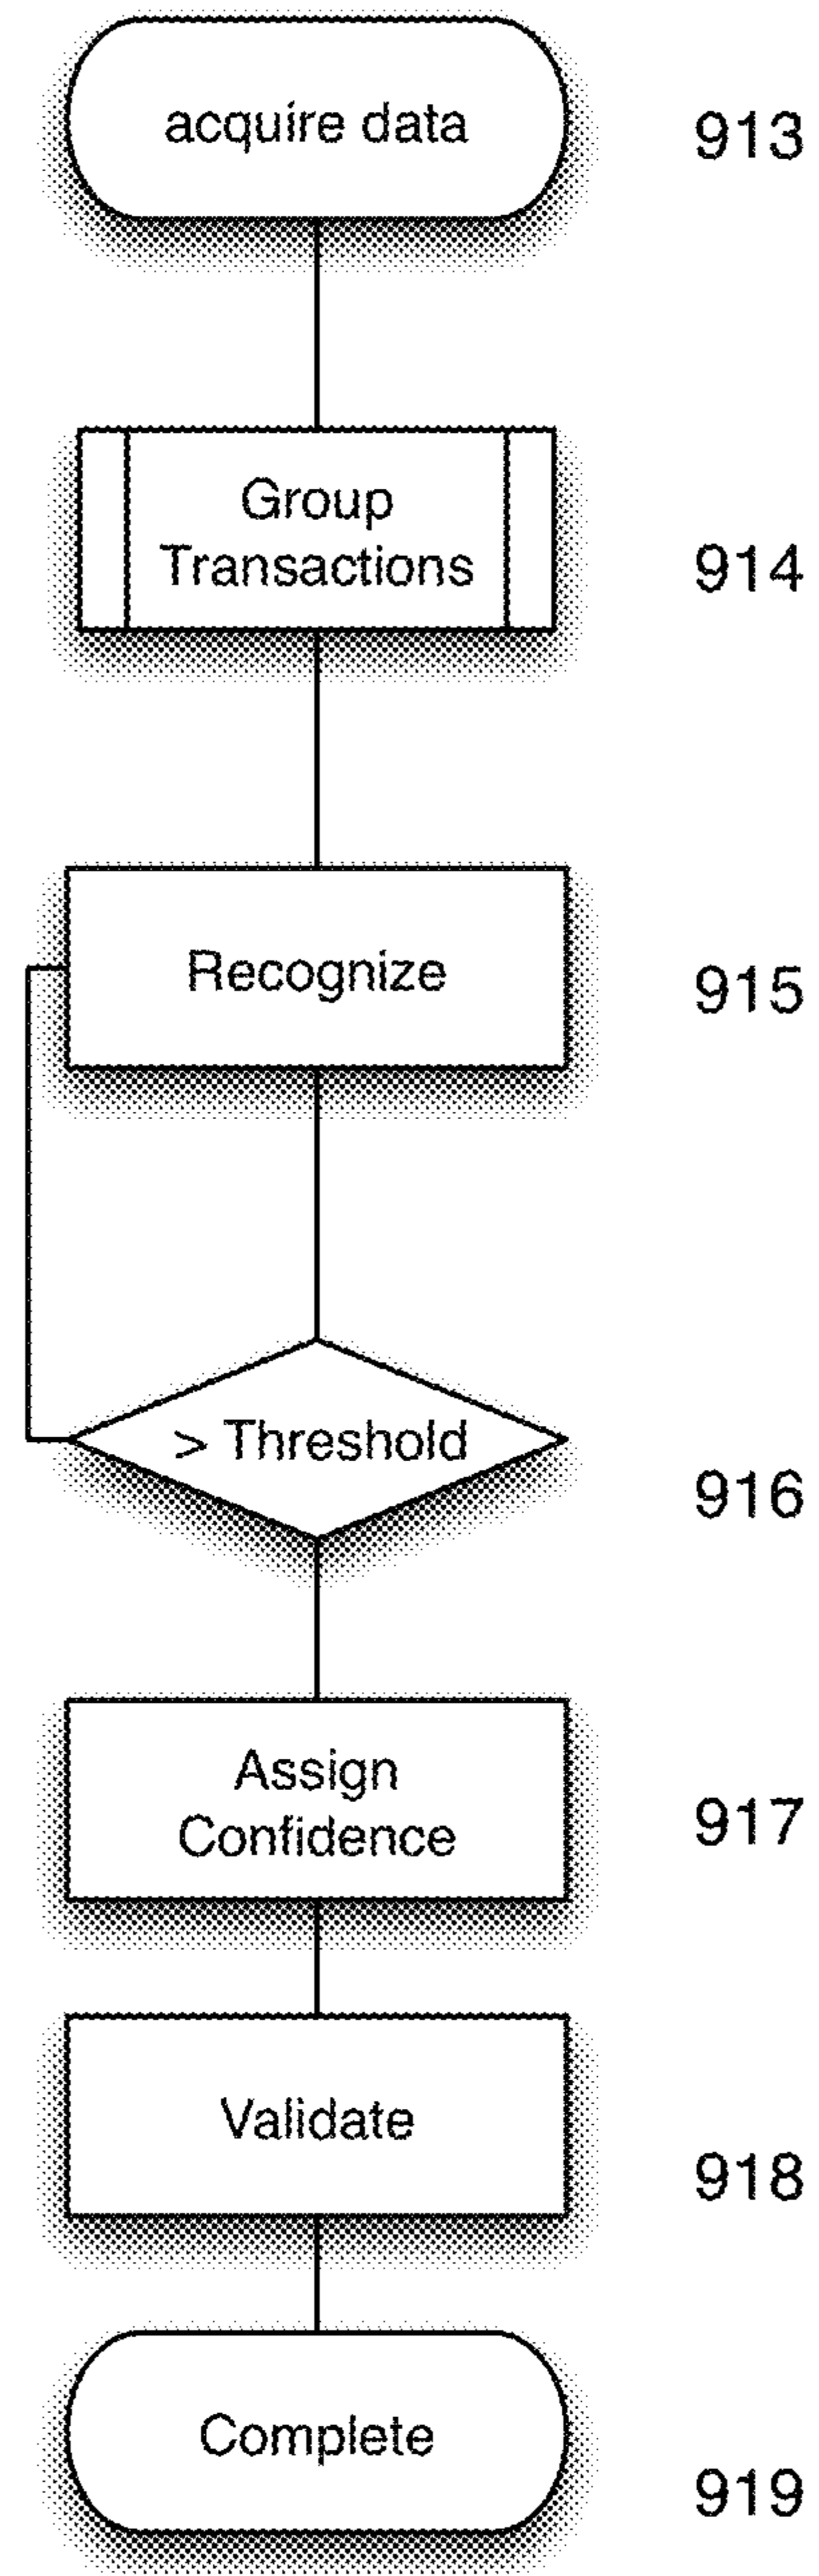 acquire data
913
Group
Transactions
914
Recognize
915
> Threshold
916
Assign
Confidence
917
Validate
918
Complete
919